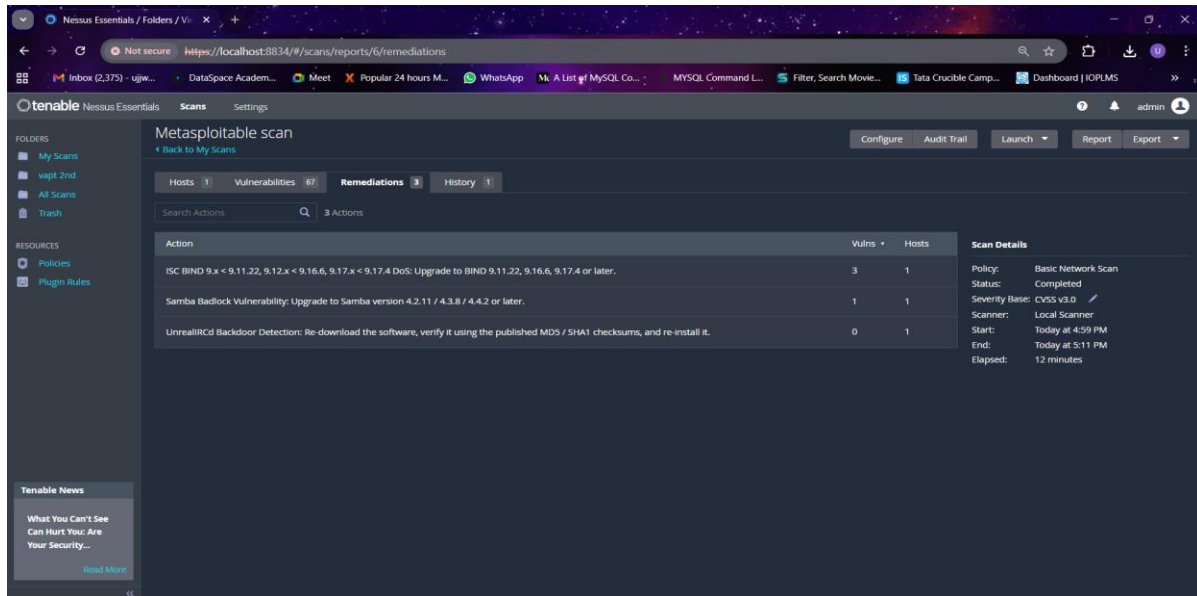 Nessus Essentials / Folders / Vi
Not secure https://localhost:8834/#/scans/reports/6/remediations
Inbox (2,375) - ujjw... DataSpace Academ... Meet Popular 24 hours M... WhatsApp A List of MySQL Co... MYSQL Command L... Filter, Search Movie... Tata Crucible Camp... Dashboard | IOPLMS
tenable Nessus Essentials Scans Settings admin
FOLDERS
My Scans
vapt 2nd
All Scans
Trash
RESOURCES
Policies
Plugin Rules
Metasploitable scan
Back to My Scans
Configure Audit Trail Launch Report Export
Hosts 1 Vulnerabilities 67 Remediations 3 History 1
Search Actions 3 Actions
Action Vulns Hosts
ISC BIND 9.x < 9.11.22, 9.12.x < 9.16.6, 9.17.x < 9.17.4 DoS: Upgrade to BIND 9.11.22, 9.16.6, 9.17.4 or later. 3 1
Samba Badlock Vulnerability: Upgrade to Samba version 4.2.11 / 4.3.8 / 4.4.2 or later. 1 1
UnrealIRCd Backdoor Detection: Re-download the software, verify it using the published MD5 / SHA1 checksums, and re-install it. 0 1
Scan Details
Policy: Basic Network Scan
Status: Completed
Severity Base: CVSS v3.0
Scanner: Local Scanner
Start: Today at 4:59 PM
End: Today at 5:11 PM
Elapsed: 12 minutes
Tenable News
What You Can't See
Can Hurt You: Are
Your Security...
Read More